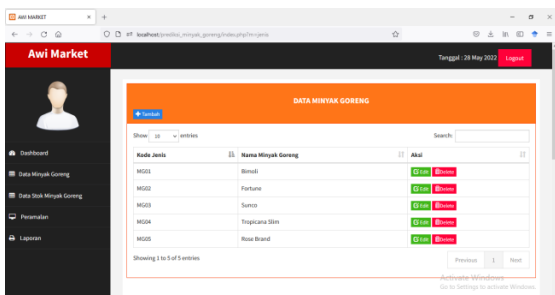 AWI MARKET
localhost/prediksi_minyak_goreng/index.php?m=jenis
Awi Market
Tanggal : 28 May 2022
Logout
DATA MINYAK GORENG
Tambah
Show 10 entries
Search:
Kode Jenis Nama Minyak Goreng Aksi
MG01 Bimoli Edit Delete
MG02 Fortune Edit Delete
MG03 Sunco Edit Delete
MG04 Tropicana Slim Edit Delete
MG05 Rose Brand Edit Delete
Showing 1 to 5 of 5 entries
Previous 1 Next
Dashboard
Data Minyak Goreng
Data Stok Minyak Goreng
Peramalan
Laporan
Activate Windows
Go to Settings to activate Windows.